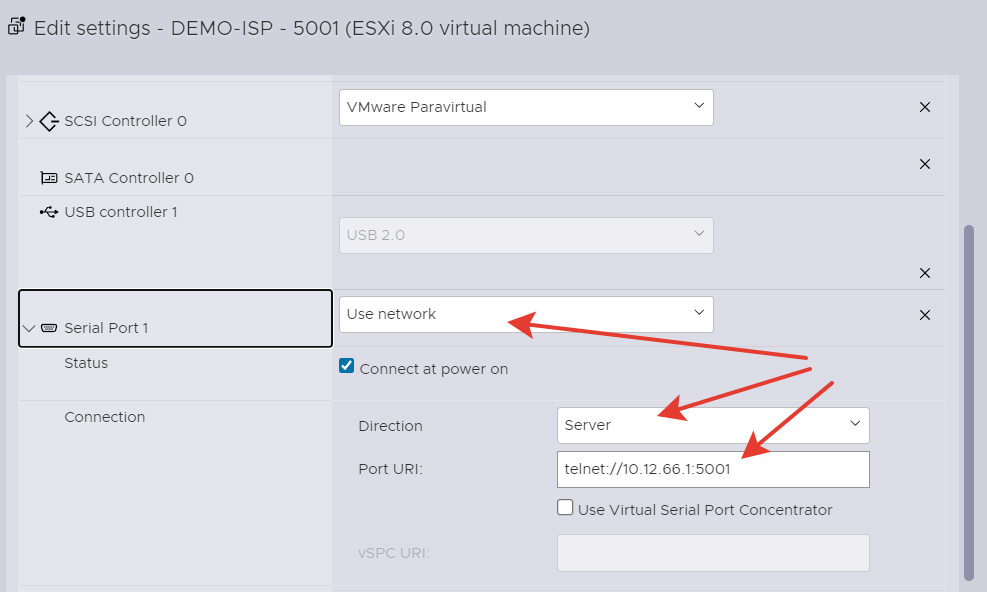 Edit settings - DEMO-ISP - 5001 (ESXi 8.0 virtual machine)
VMware Paravirtual
SCSI Controller 0
SATA Controller 0
USB controller 1
USB 2.0
Use network
Serial Port 1
Status
Connect at power on
Connection
Direction
Server
Port URI:
telnet://10.12.66.1:5001
Use Virtual Serial Port Concentrator
vSPC URI: